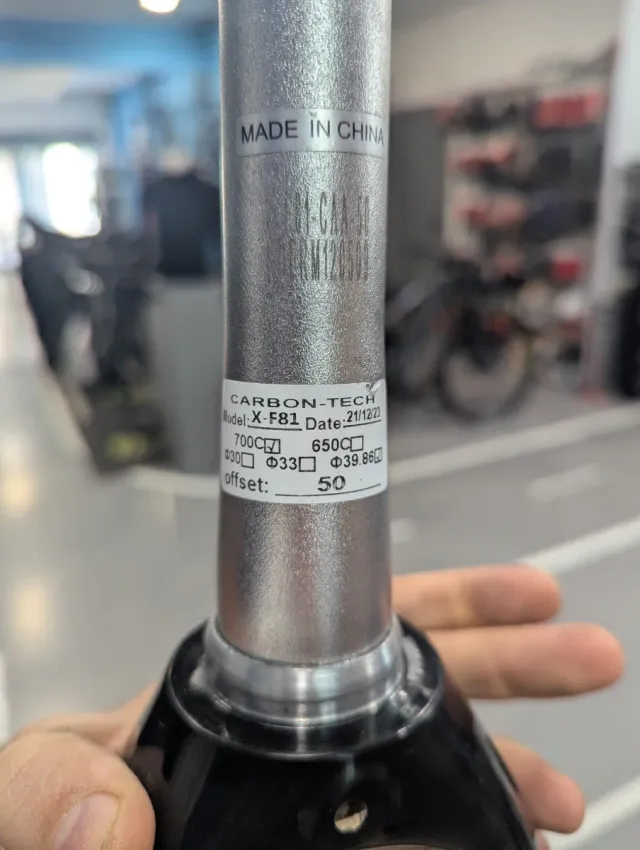 MADE IN CHINA
CARBON-TECH
Model: X-F81 Date: 21/12/23
700C☑ 650C☐
Φ30☐ Φ33☐ Φ39.86☑
offset: 50